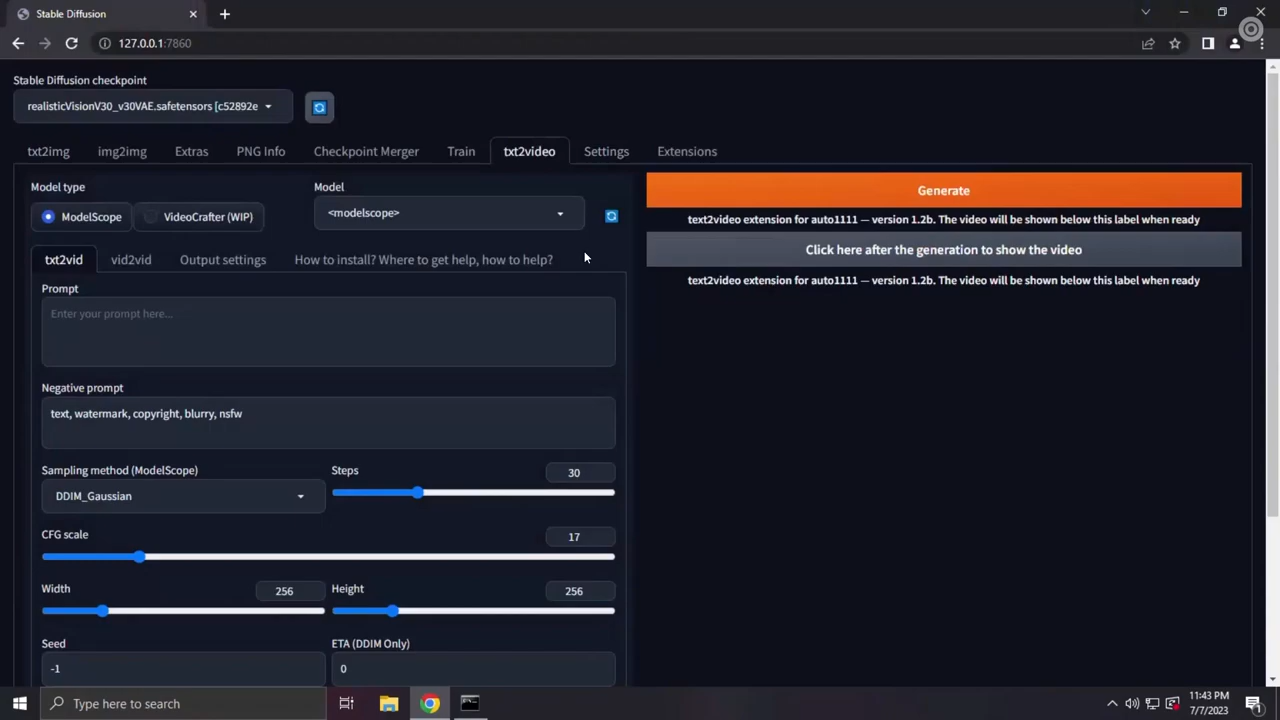 Stable Diffusion
127.0.0.1:7860
Stable Diffusion checkpoint
realisticVisionV30_v30VAE.safetensors [c52892e
txt2img img2img Extras PNG Info Checkpoint Merger Train txt2video Settings Extensions
Model type
ModelScope VideoCrafter (WIP)
Model
<modelscope>
Generate
text2video extension for auto1111 — version 1.2b. The video will be shown below this label when ready
Click here after the generation to show the video
text2video extension for auto1111 — version 1.2b. The video will be shown below this label when ready
txt2vid vid2vid Output settings How to install? Where to get help, how to help?
Prompt
Enter your prompt here...
Negative prompt
text, watermark, copyright, blurry, nsfw
Sampling method (ModelScope)
DDIM_Gaussian
Steps
30
CFG scale
17
Width
256
Height
256
Seed
-1
ETA (DDIM Only)
0
Type here to search
11:43 PM
7/7/2023
1